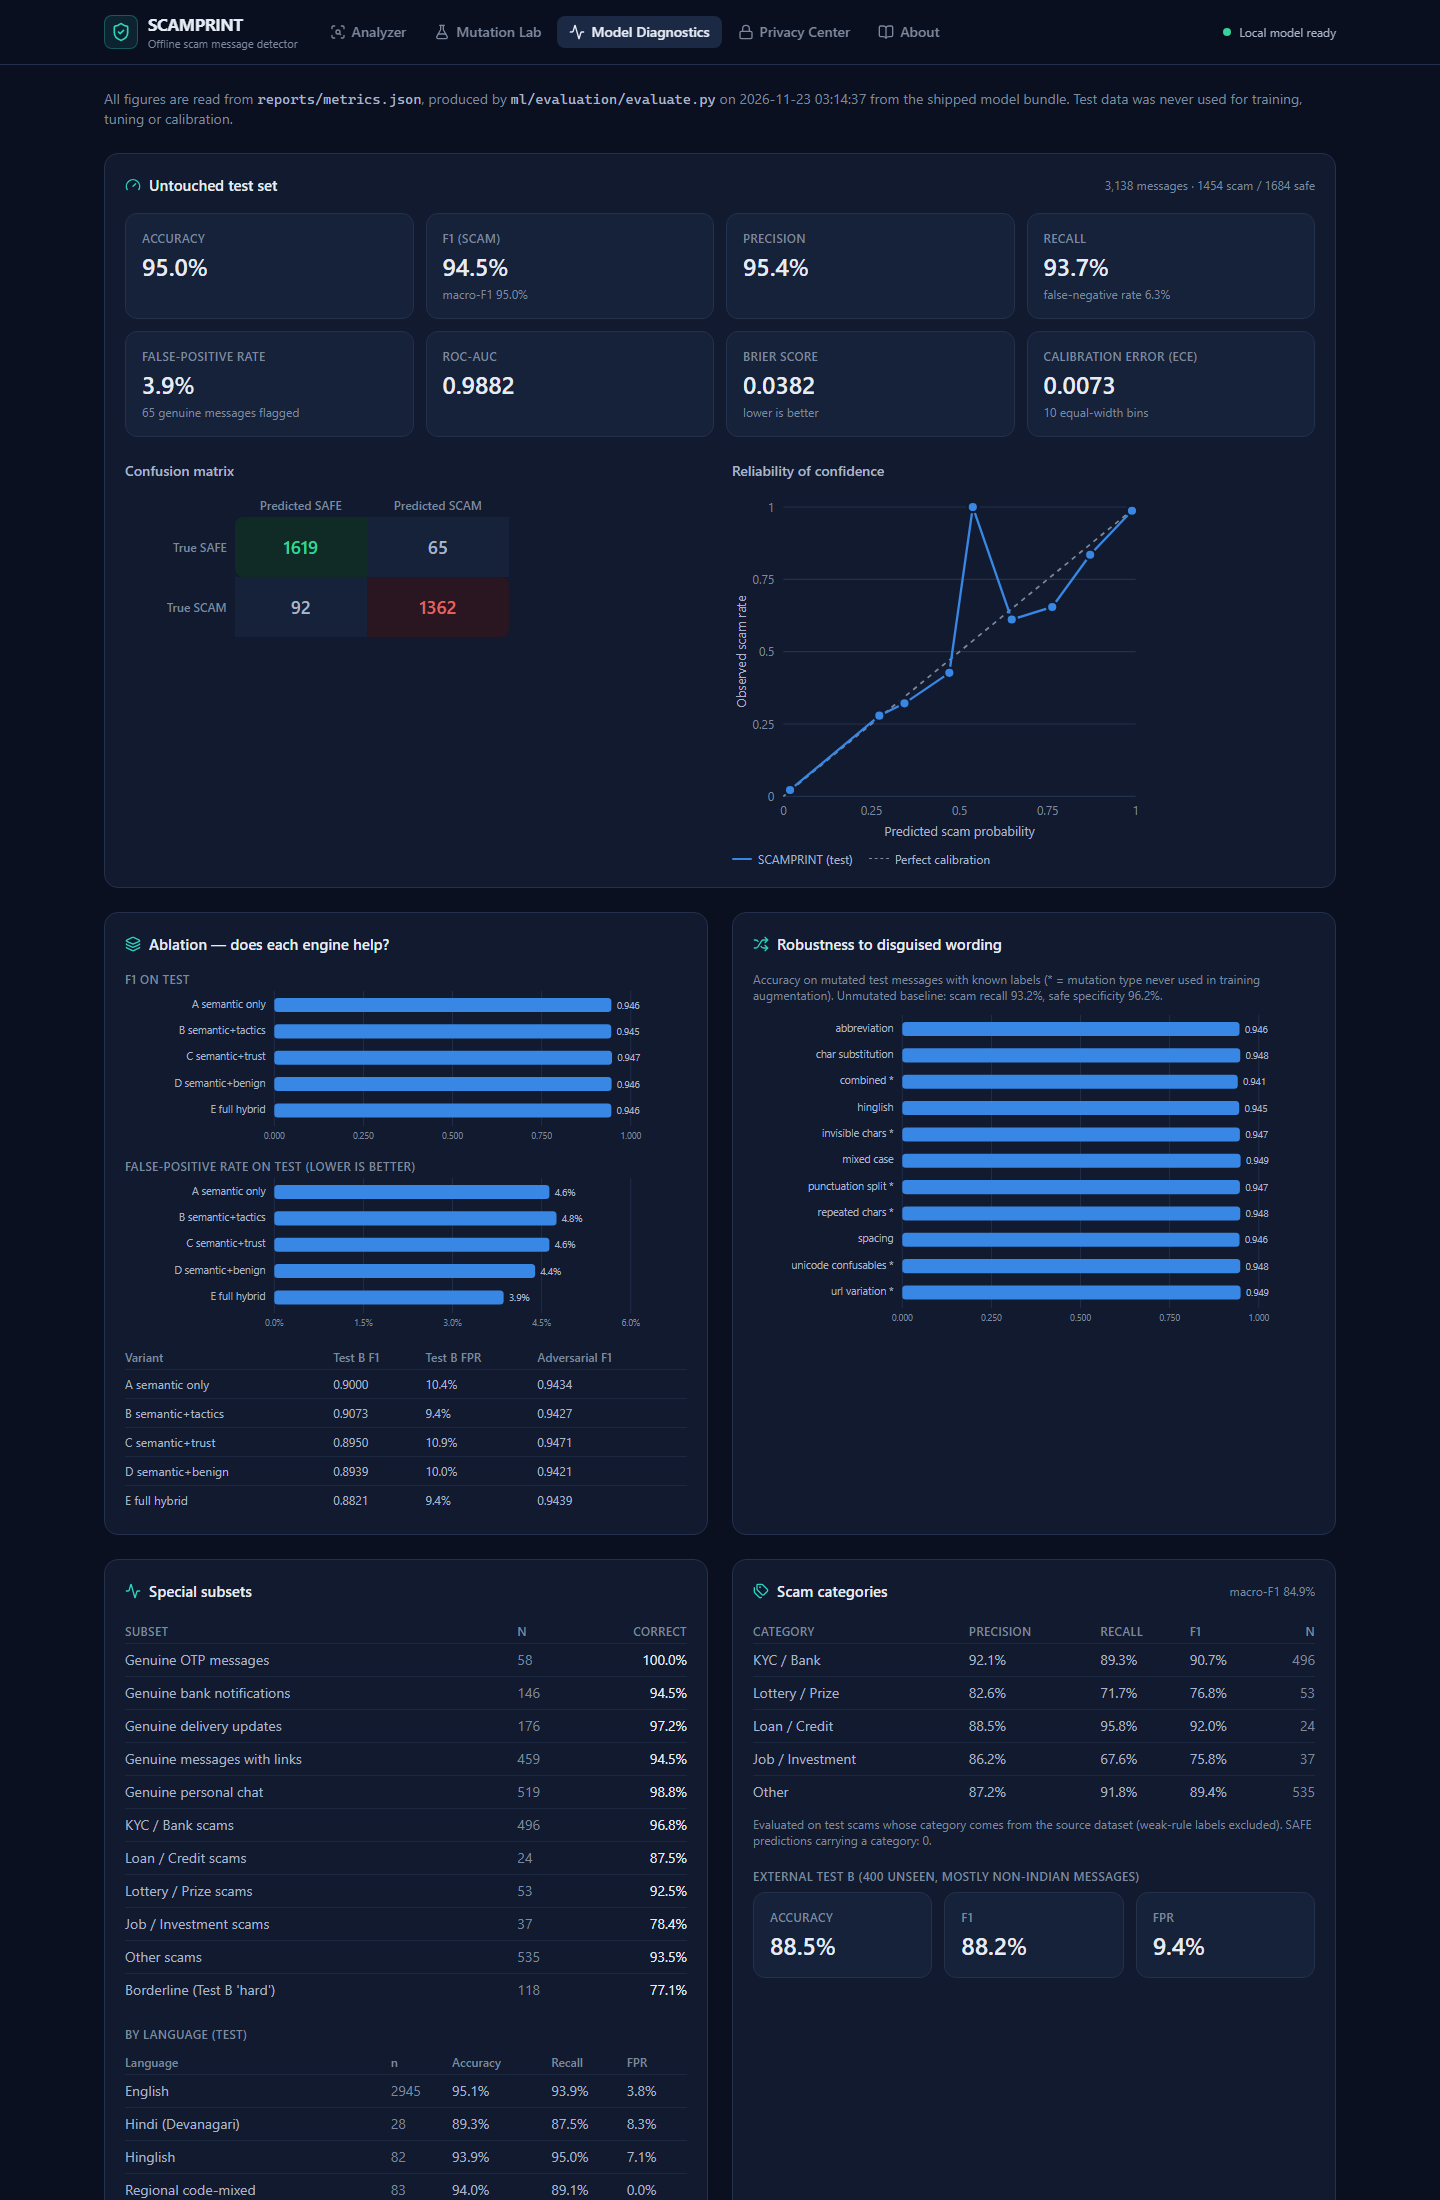 SCAMPRINT
Offline scam message detector
Analyzer
Mutation Lab
Model Diagnostics
Privacy Center
About
Local model ready
All figures are read from reports/metrics.json, produced by ml/evaluation/evaluate.py on 2026-11-23 03:14:37 from the shipped model bundle. Test data was never used for training,
tuning or calibration.
Untouched test set
3,138 messages · 1454 scam / 1684 safe
ACCURACY
95.0%
F1 (SCAM)
94.5%
macro-F1 95.0%
PRECISION
95.4%
RECALL
93.7%
false-negative rate 6.3%
FALSE-POSITIVE RATE
3.9%
65 genuine messages flagged
ROC-AUC
0.9882
BRIER SCORE
0.0382
lower is better
CALIBRATION ERROR (ECE)
0.0073
10 equal-width bins
Confusion matrix
Predicted SAFE Predicted SCAM
True SAFE 1619 65
True SCAM 92 1362
Reliability of confidence
1
0.75
0.5
0.25
0
Observed scam rate
0 0.25 0.5 0.75 1
Predicted scam probability
SCAMPRINT (test) Perfect calibration
Ablation — does each engine help?
F1 ON TEST
A semantic only 0.946
B semantic+tactics 0.945
C semantic+trust 0.947
D semantic+benign 0.946
E full hybrid 0.946
0.000 0.250 0.500 0.750 1.000
FALSE-POSITIVE RATE ON TEST (LOWER IS BETTER)
A semantic only 4.6%
B semantic+tactics 4.8%
C semantic+trust 4.6%
D semantic+benign 4.4%
E full hybrid 3.9%
0.0% 1.5% 3.0% 4.5% 6.0%
Variant Test B F1 Test B FPR Adversarial F1
A semantic only 0.9000 10.4% 0.9434
B semantic+tactics 0.9073 9.4% 0.9427
C semantic+trust 0.8950 10.9% 0.9471
D semantic+benign 0.8939 10.0% 0.9421
E full hybrid 0.8821 9.4% 0.9439
Robustness to disguised wording
Accuracy on mutated test messages with known labels (* = mutation type never used in training
augmentation). Unmutated baseline: scam recall 93.2%, safe specificity 96.2%.
abbreviation 0.946
char substitution 0.948
combined * 0.941
hinglish 0.945
invisible chars * 0.947
mixed case 0.949
punctuation split * 0.947
repeated chars * 0.948
spacing 0.946
unicode confusables * 0.948
url variation * 0.949
0.000 0.250 0.500 0.750 1.000
Special subsets
SUBSET N CORRECT
Genuine OTP messages 58 100.0%
Genuine bank notifications 146 94.5%
Genuine delivery updates 176 97.2%
Genuine messages with links 459 94.5%
Genuine personal chat 519 98.8%
KYC / Bank scams 496 96.8%
Loan / Credit scams 24 87.5%
Lottery / Prize scams 53 92.5%
Job / Investment scams 37 78.4%
Other scams 535 93.5%
Borderline (Test B 'hard') 118 77.1%
BY LANGUAGE (TEST)
Language n Accuracy Recall FPR
English 2945 95.1% 93.9% 3.8%
Hindi (Devanagari) 28 89.3% 87.5% 8.3%
Hinglish 82 93.9% 95.0% 7.1%
Regional code-mixed 83 94.0% 89.1% 0.0%
Scam categories
macro-F1 84.9%
CATEGORY PRECISION RECALL F1 N
KYC / Bank 92.1% 89.3% 90.7% 496
Lottery / Prize 82.6% 71.7% 76.8% 53
Loan / Credit 88.5% 95.8% 92.0% 24
Job / Investment 86.2% 67.6% 75.8% 37
Other 87.2% 91.8% 89.4% 535
Evaluated on test scams whose category comes from the source dataset (weak-rule labels excluded). SAFE
predictions carrying a category: 0.
EXTERNAL TEST B (400 UNSEEN, MOSTLY NON-INDIAN MESSAGES)
ACCURACY
88.5%
F1
88.2%
FPR
9.4%